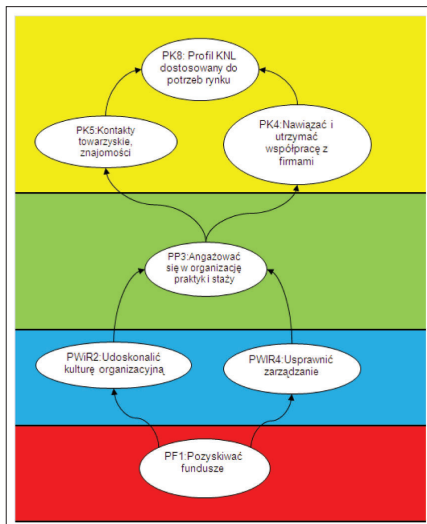 PK8: Profil KNL
dostosowany do
potrzeb rynku
PK5:Kontakty
towarzyskie,
znajomości
PK4:Nawiązać i
utrzymać
współpracę z
firmami
PP3:Angażować
się w organizację
praktyk i staży
PWiR2:Udoskonalić
kulturę organizacyjną
PWIR4:Usprawnić
zarządzanie
PF1:Pozyskiwać
fundusze